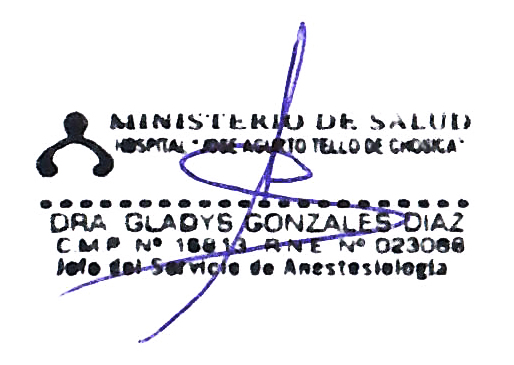 MINISTERIO DE SALUD
HOSPITAL "JOSE AGURTO TELLO DE CHOSICA"
DRA GLADYS GONZALES DIAZ
C M P Nº 16813 R N E Nº 023068
Jefe del Servicio de Anestesiologia